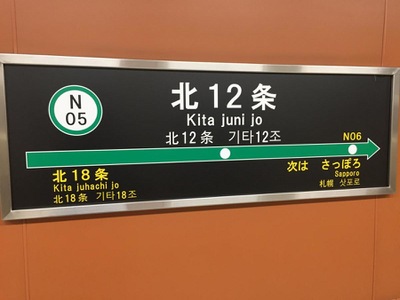 N
05
北12条
Kita juni jo
北12条 기타12조
N06
北18条
Kita juhachi jo
北18条 기타18조
次は さっぽろ
Sapporo
札幌 삿포로